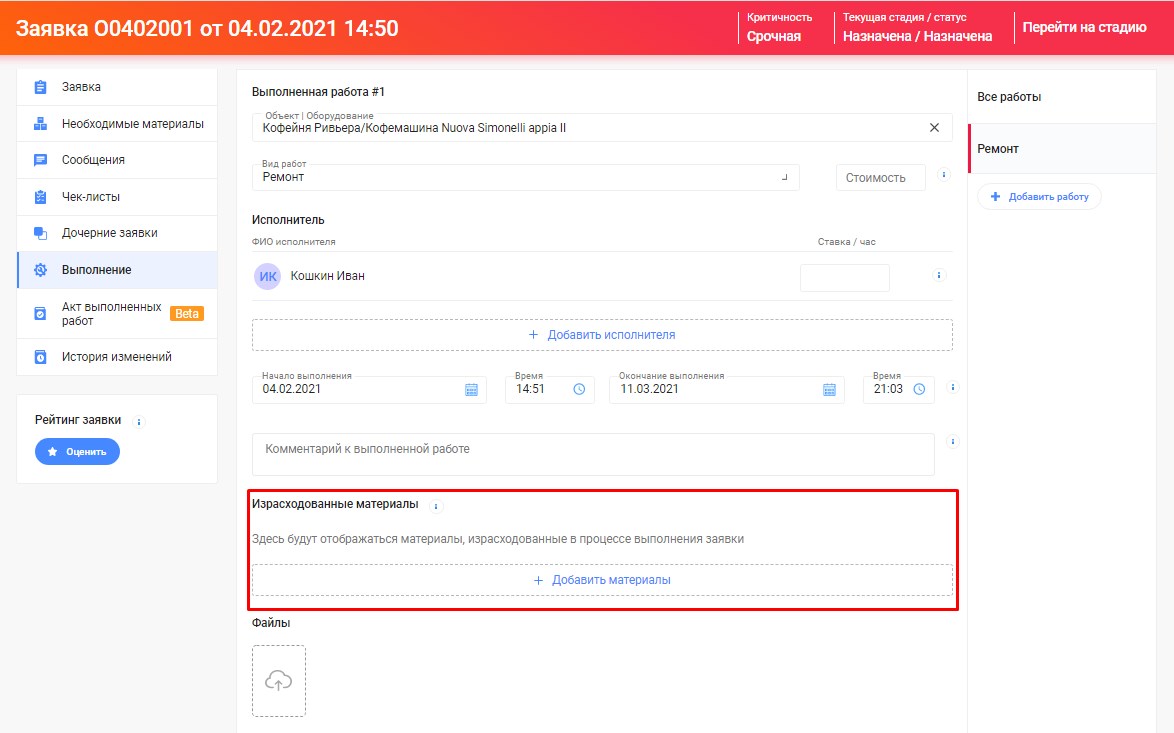 Заявка О0402001 от 04.02.2021 14:50
Критичность
Срочная
Текущая стадия / статус
Назначена / Назначена
Перейти на стадию
Заявка
Необходимые материалы
Сообщения
Чек-листы
Дочерние заявки
Выполнение
Акт выполненных
работ
Beta
История изменений
Рейтинг заявки
Оценить
Выполненная работа #1
Объект | Оборудование
Кофейня Ривьера/Кофемашина Nuova Simonelli appia II
Вид работ
Ремонт
Стоимость
Исполнитель
ФИО исполнителя
Ставка / час
ИК
Кошкин Иван
+ Добавить исполнителя
Начало выполнения
04.02.2021
Время
14:51
Окончание выполнения
11.03.2021
Время
21:03
Комментарий к выполненной работе
Израсходованные материалы
Здесь будут отображаться материалы, израсходованные в процессе выполнения заявки
+ Добавить материалы
Файлы
Все работы
Ремонт
+ Добавить работу